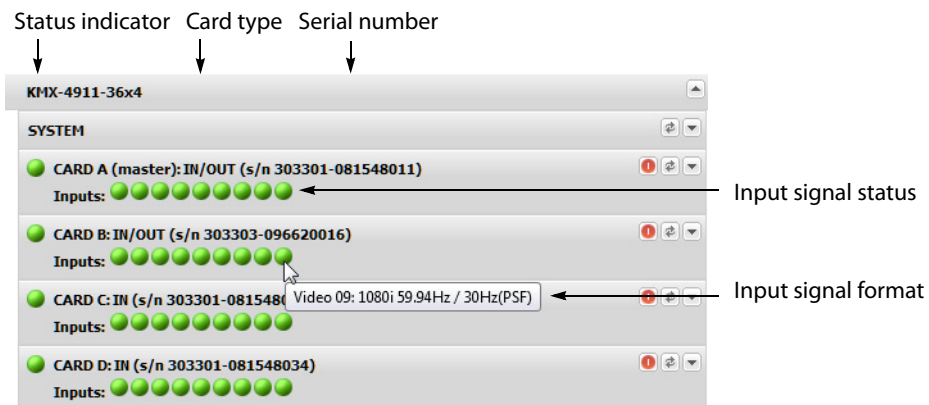 Status indicator Card type Serial number
KMX-4911-36x4
SYSTEM
CARD A (master): IN/OUT (s/n 303301-081548011)
Inputs:
Input signal status
CARD B: IN/OUT (s/n 303303-096620016)
Inputs:
Video 09: 1080i 59.94Hz / 30Hz(PSF)
Input signal format
CARD C: IN (s/n 303301-081548
Inputs:
CARD D: IN (s/n 303301-081548034)
Inputs: